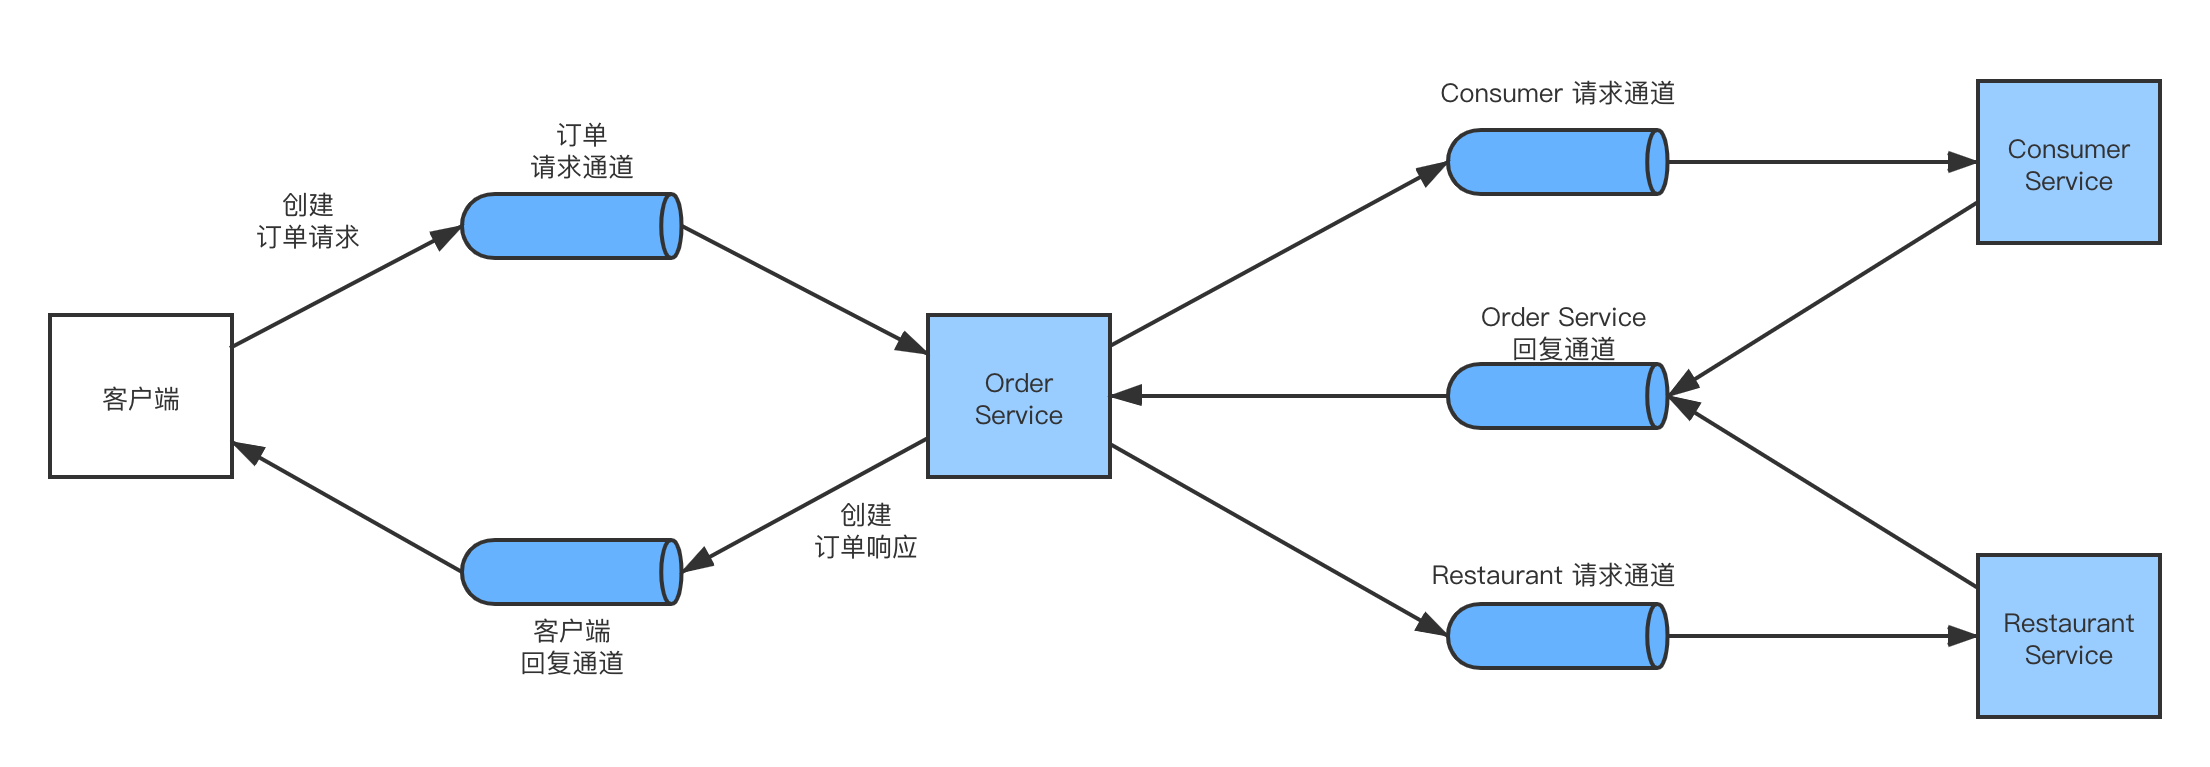 订单
请求通道
创建
订单请求
客户端
创建
订单响应
客户端
回复通道
Order
Service
Consumer 请求通道
Order Service
回复通道
Restaurant 请求通道
Consumer
Service
Restaurant
Service